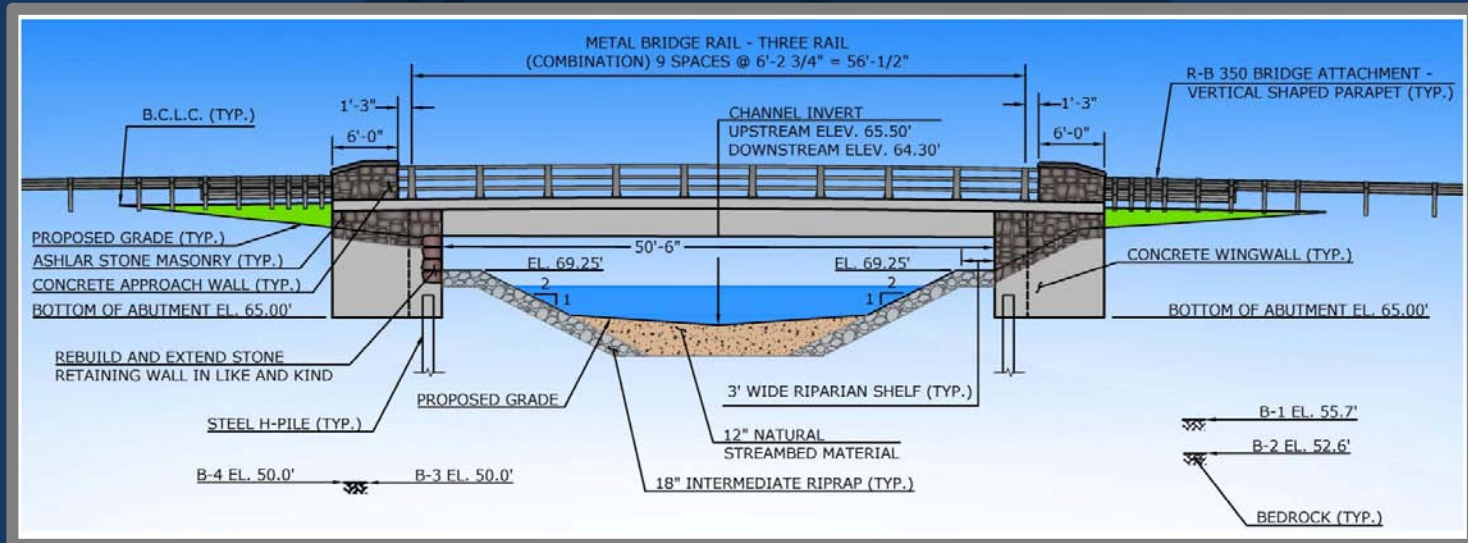 METAL BRIDGE RAIL - THREE RAIL
(COMBINATION) 9 SPACES @ 6'-2 3/4" = 56'-1/2"
R-B 350 BRIDGE ATTACHMENT -
VERTICAL SHAPED PARAPET (TYP.)
1'-3"
1'-3"
B.C.L.C. (TYP.)
6'-0"
6'-0"
CHANNEL INVERT
UPSTREAM ELEV. 65.50'
DOWNSTREAM ELEV. 64.30'
PROPOSED GRADE (TYP.)
ASHLAR STONE MASONRY (TYP.)
CONCRETE APPROACH WALL (TYP.)
BOTTOM OF ABUTMENT EL. 65.00'
50'-6"
EL. 69.25'
EL. 69.25'
2
1
2
1
CONCRETE WINGWALL (TYP.)
BOTTOM OF ABUTMENT EL. 65.00'
REBUILD AND EXTEND STONE
RETAINING WALL IN LIKE AND KIND
PROPOSED GRADE
3' WIDE RIPARIAN SHELF (TYP.)
STEEL H-PILE (TYP.)
12" NATURAL
STREAMBED MATERIAL
18" INTERMEDIATE RIPRAP (TYP.)
B-4 EL. 50.0'
B-3 EL. 50.0'
B-1 EL. 55.7'
B-2 EL. 52.6'
BEDROCK (TYP.)